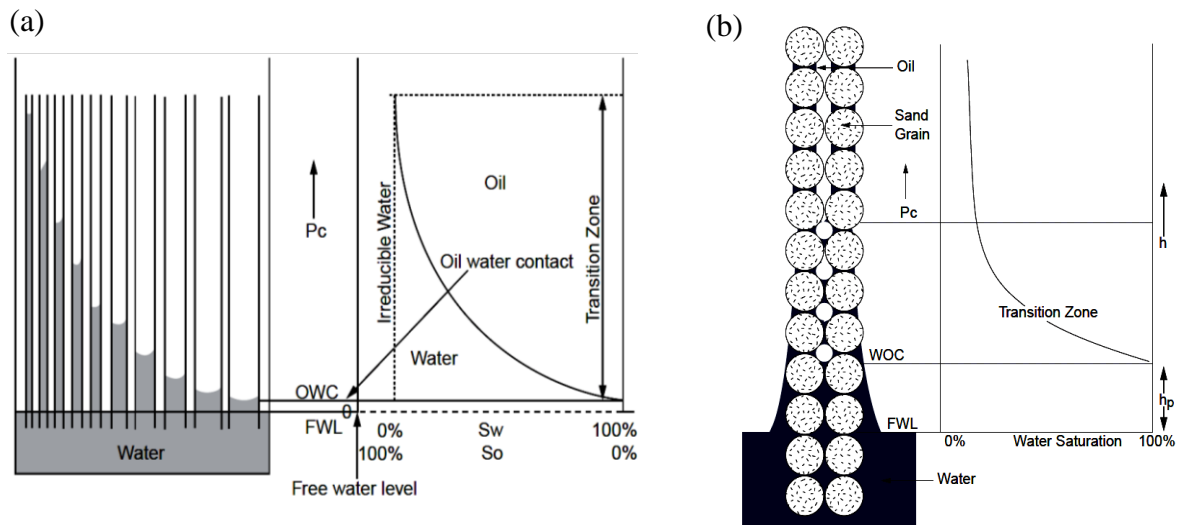 (a)
Pc
Irreducible Water
Oil
Transition Zone
Oil water contact
Water
OWC
0
FWL
0% Sw 100%
100% So 0%
Water
Free water level
(b)
Oil
Sand
Grain
Pc
h
Transition Zone
WOC
hp
FWL
0% Water Saturation 100%
Water